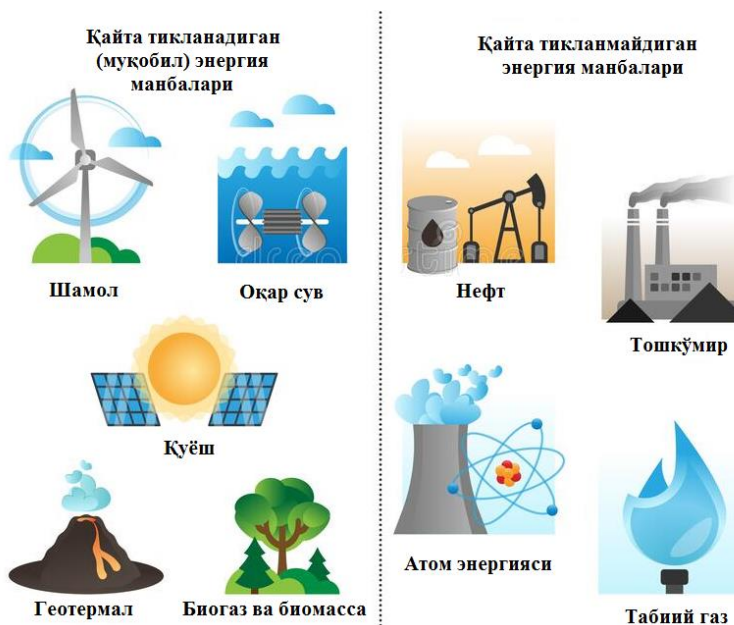 Қайта тикланадиган
(муқобил) энергия
манбалари
Шамол
Оқар сув
Қуёш
Геотермал
Биогаз ва биомасса
Қайта тикланмайдиган
энергия манбалари
Нефт
Тошкўмир
Атом энергияси
Табиий газ